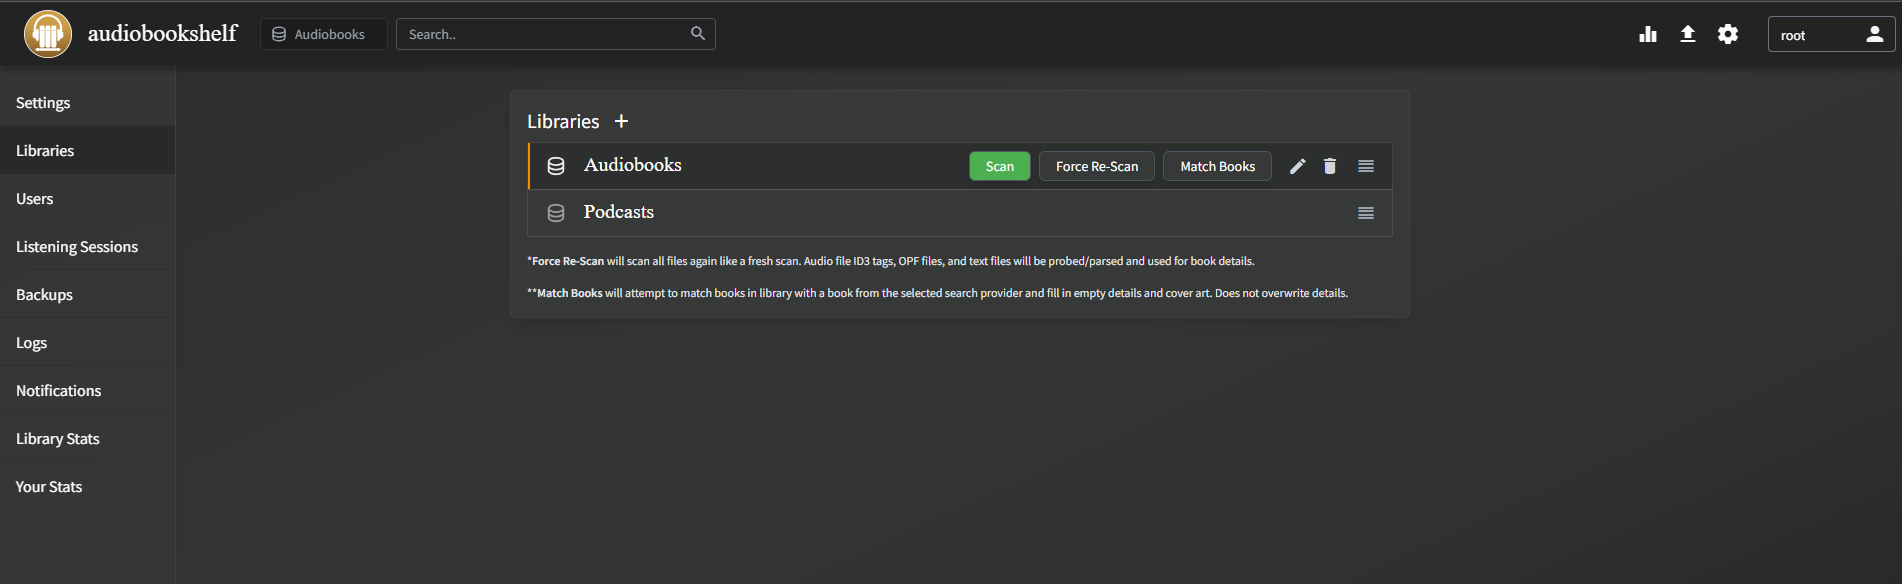 audiobookshelf
Audiobooks
Search..
root
Settings
Libraries
Users
Listening Sessions
Backups
Logs
Notifications
Library Stats
Your Stats
Libraries +
Audiobooks Scan Force Re-Scan Match Books
Podcasts
*Force Re-Scan will scan all files again like a fresh scan. Audio file ID3 tags, OPF files, and text files will be probed/parsed and used for book details.
**Match Books will attempt to match books in library with a book from the selected search provider and fill in empty details and cover art. Does not overwrite details.